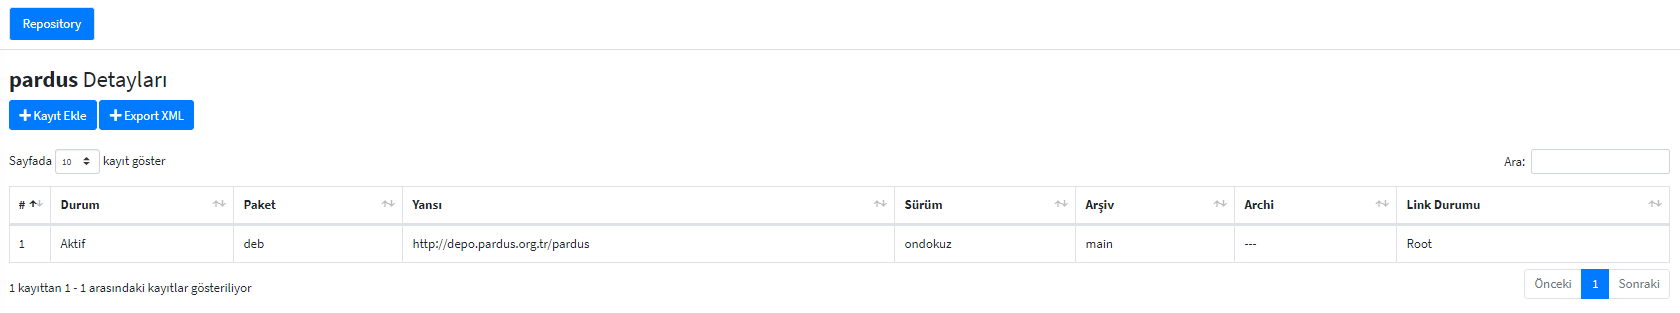 Repository
pardus Detayları
Kayıt Ekle Export XML
Sayfada 10 kayıt göster Ara:
# Durum Paket Yansı Sürüm Arşiv Archi Link Durumu
1 Aktif deb http://depo.pardus.org.tr/pardus ondokuz main --- Root
1 kayıttan 1 - 1 arasındaki kayıtlar gösteriliyor Önceki 1 Sonraki